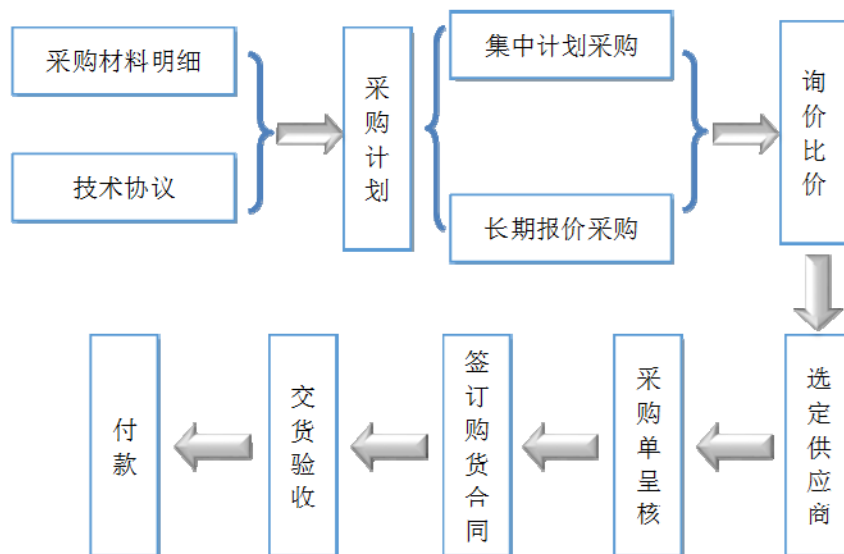 采购材料明细
技术协议
采购计划
集中计划采购
长期报价采购
询价比价
选定供应商
采购单呈核
签订购货合同
交货验收
付款